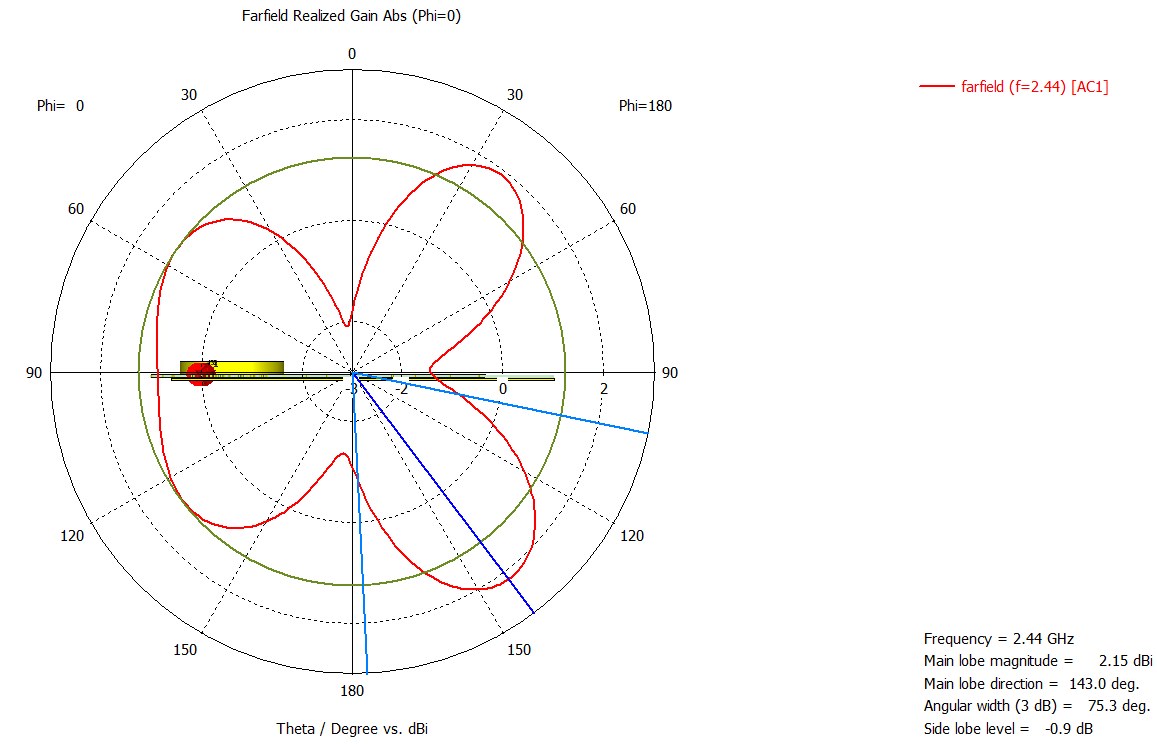 Farfield Realized Gain Abs (Phi=0)
0
30
30
Phi= 0
Phi=180
farfield (f=2.44) [AC1]
60
60
90
90
-3
-2
0
2
120
120
150
150
180
Theta / Degree vs. dBi
Frequency = 2.44 GHz
Main lobe magnitude = 2.15 dBi
Main lobe direction = 143.0 deg.
Angular width (3 dB) = 75.3 deg.
Side lobe level = -0.9 dB